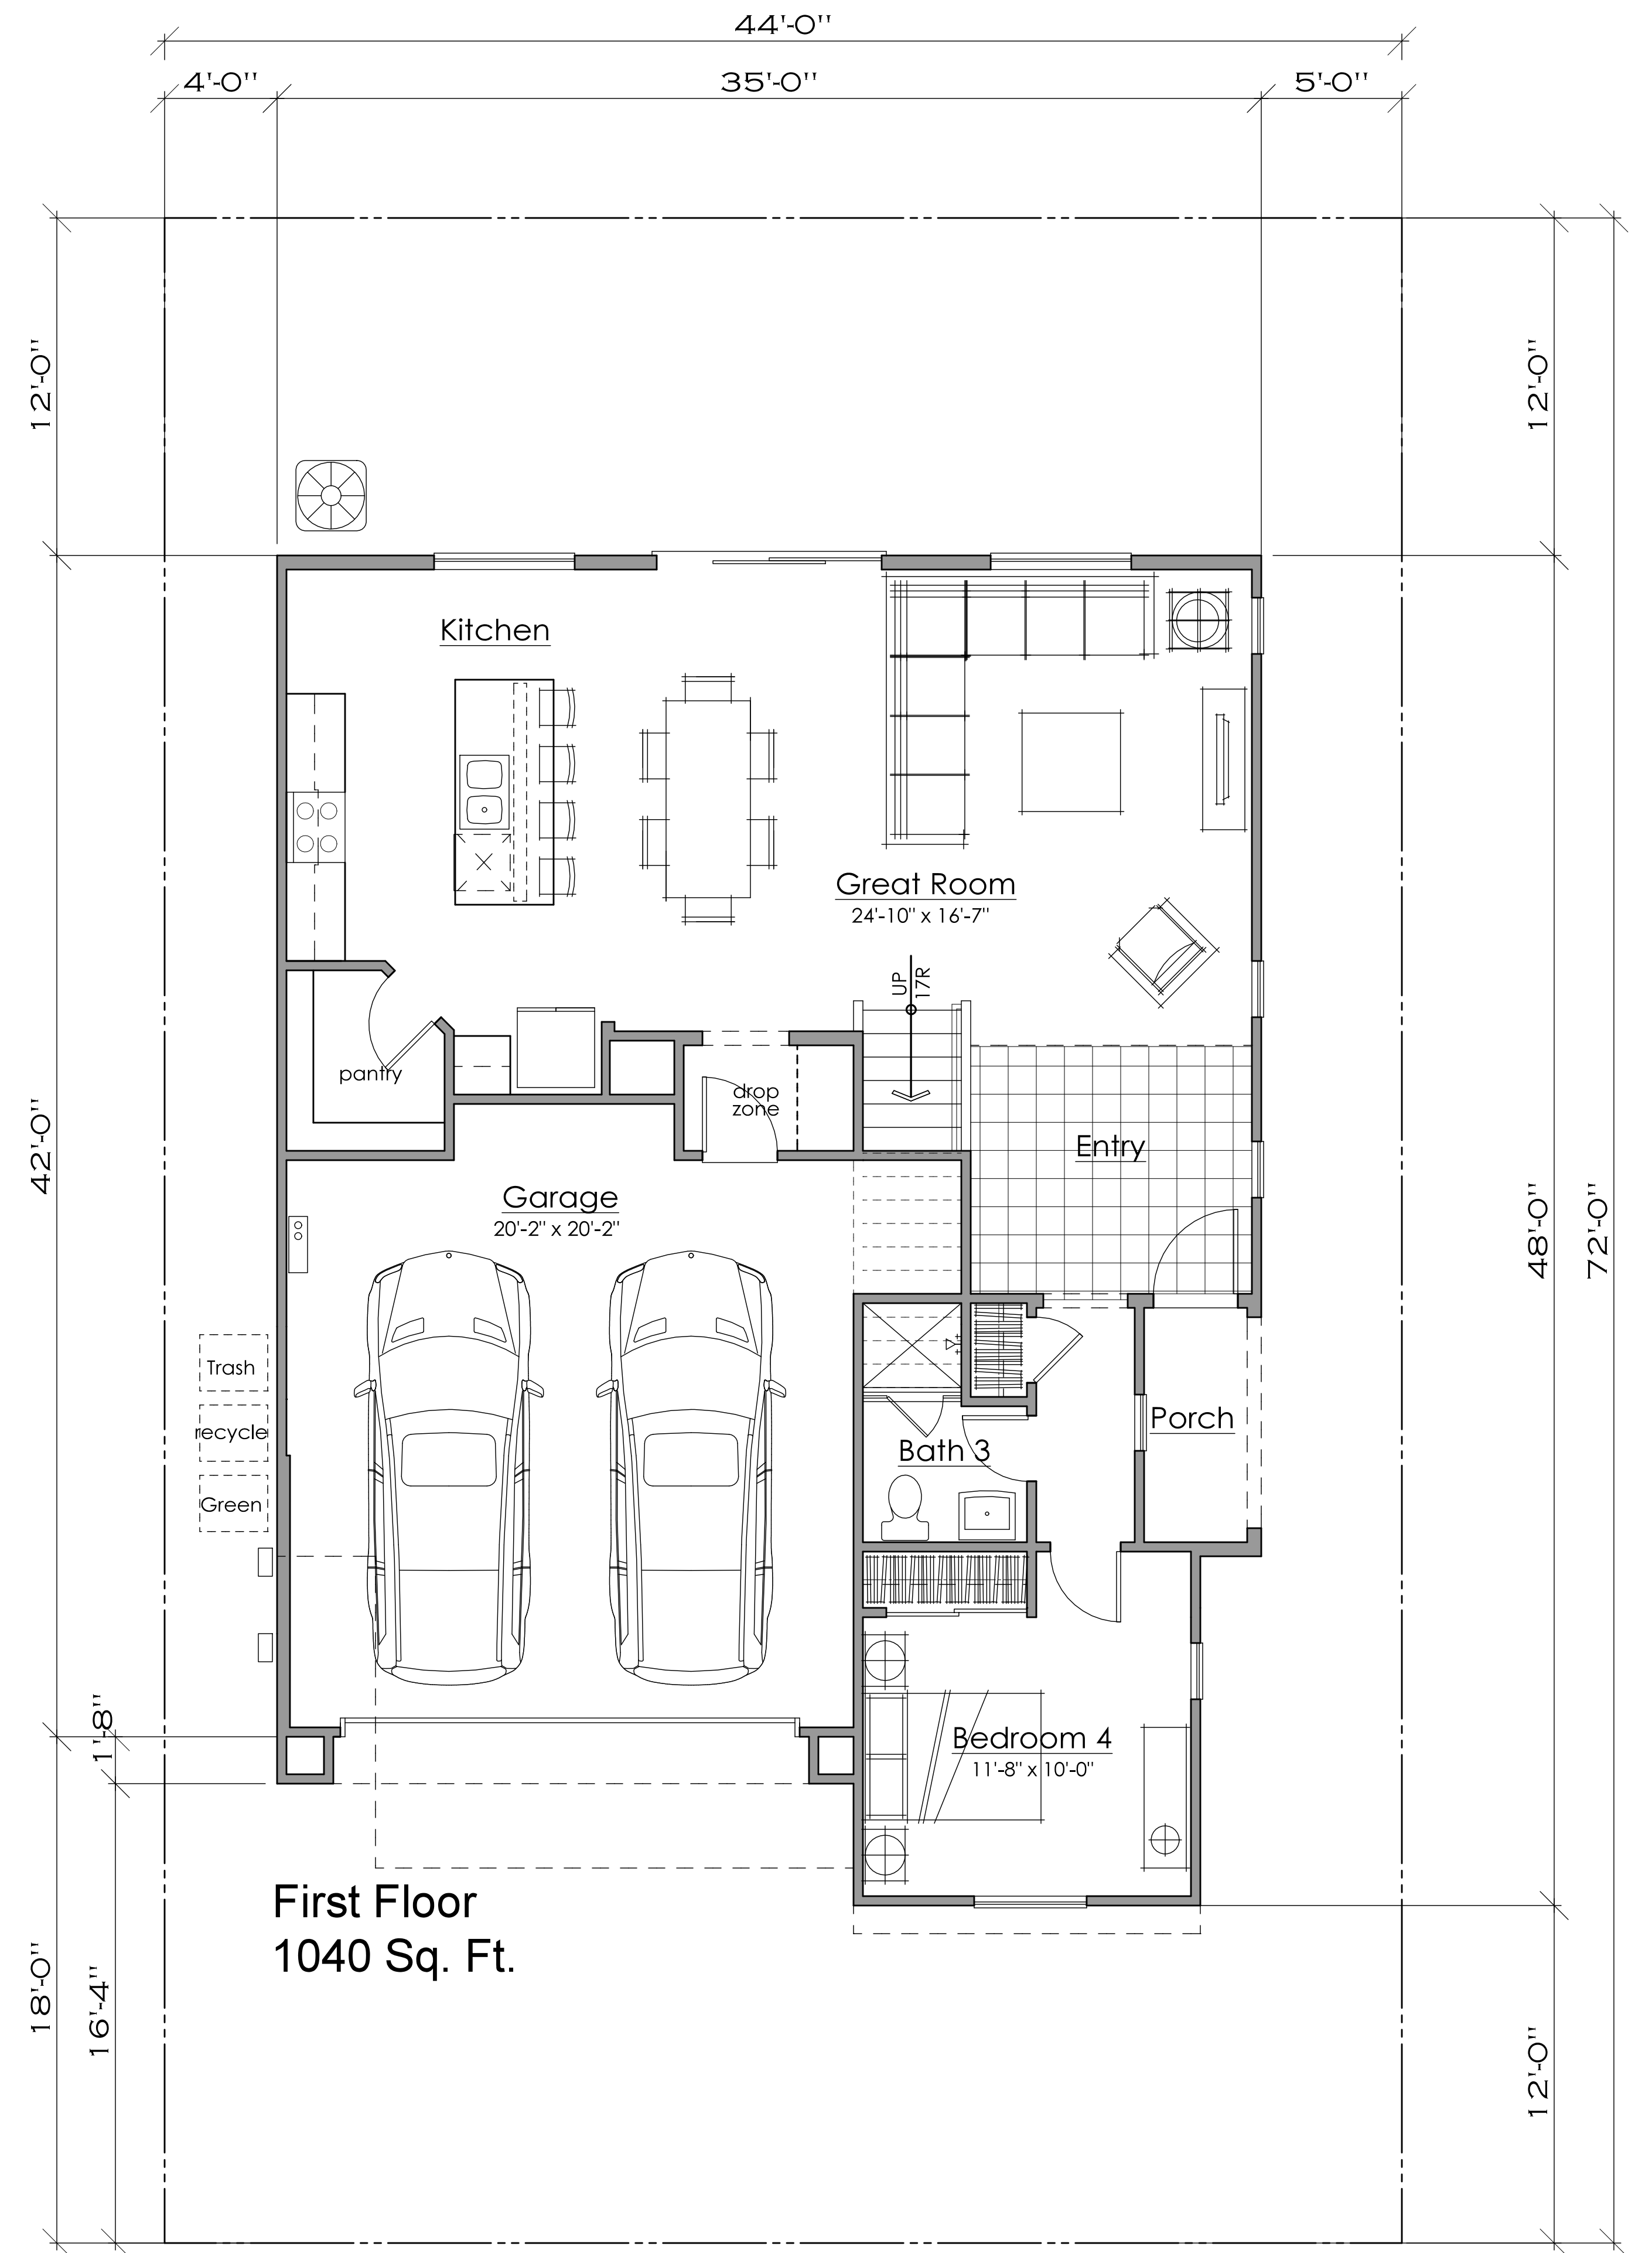 44'-0"
4'-0"
35'-0"
5'-0"
12'-0"
12'-0"
Kitchen
Great Room
24'-10" x 16'-7"
UP
17R
pantry
drop
zone
42'-0"
Entry
Garage
20'-2" x 20'-2"
48'-0"
72'-0"
Trash
recycle
Green
Porch
Bath 3
1'-8"
Bedroom 4
11'-8" x 10'-0"
First Floor
1040 Sq. Ft.
18'-0"
16'-4"
12'-0"